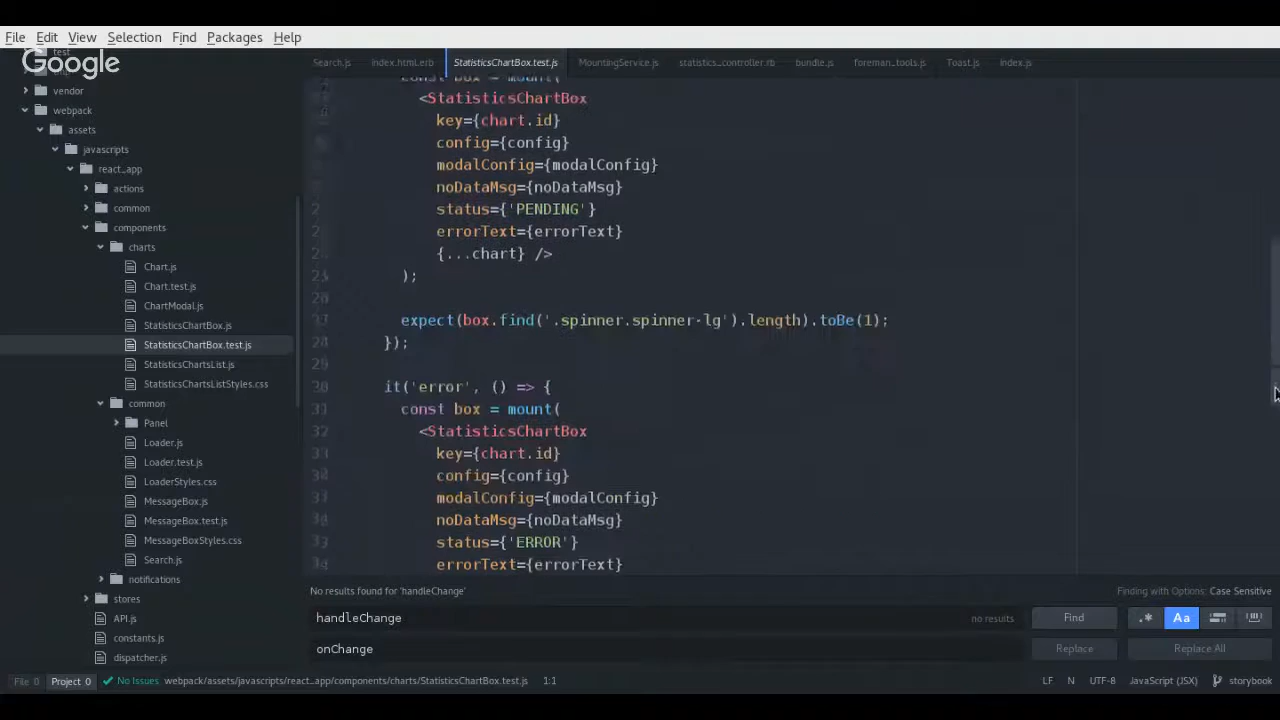 File Edit View Selection Find Packages Help
Google
test
vendor
webpack
assets
javascripts
react_app
actions
common
components
charts
Chart.js
Chart.test.js
ChartModal.js
StatisticsChartBox.js
StatisticsChartBox.test.js
StatisticsChartsList.js
StatisticsChartsListStyles.css
common
Panel
Loader.js
Loader.test.js
LoaderStyles.css
MessageBox.js
MessageBox.test.js
MessageBoxStyles.css
Search.js
notifications
stores
API.js
constants.js
dispatcher.js
Search.js index.html.erb StatisticsChartBox.test.js MountingService.js statistics_controller.rb bundle.js foreman_tools.js Toast.js index.js
const box = mount(
<StatisticsChartBox
key={chart.id}
config={config}
modalConfig={modalConfig}
noDataMsg={noDataMsg}
status={'PENDING'}
errorText={errorText}
{...chart} />
);
expect(box.find('.spinner.spinner-lg').length).toBe(1);
28 });
it('error', () => {
const box = mount(
<StatisticsChartBox
key={chart.id}
config={config}
modalConfig={modalConfig}
noDataMsg={noDataMsg}
status={'ERROR'}
errorText={errorText}
No results found for 'handleChange' Finding with Options: Case Sensitive
handleChange no results Find .* Aa
onChange Replace Replace All
File 0 Project 0 No Issues webpack/assets/javascripts/react_app/components/charts/StatisticsChartBox.test.js 1:1 LF N UTF-8 JavaScript (JSX) storybook